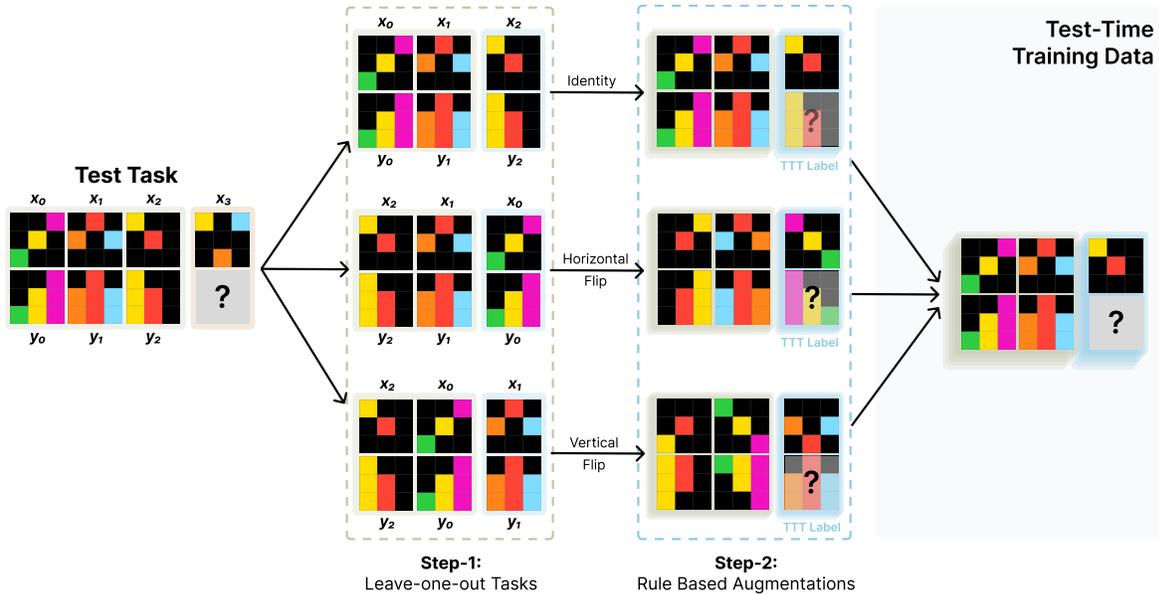 Test-Time
Training Data
x₀ x₁ x₂
Identity
y₀ y₁ y₂
TTT Label
Test Task
x₀ x₁ x₂ x₃
?
y₀ y₁ y₂
x₂ x₁ x₀
Horizontal
Flip
y₂ y₁ y₀
?
TTT Label
?
?
x₂ x₀ x₁
Vertical
Flip
y₂ y₀ y₁
?
TTT Label
Step-1:
Leave-one-out Tasks
Step-2:
Rule Based Augmentations